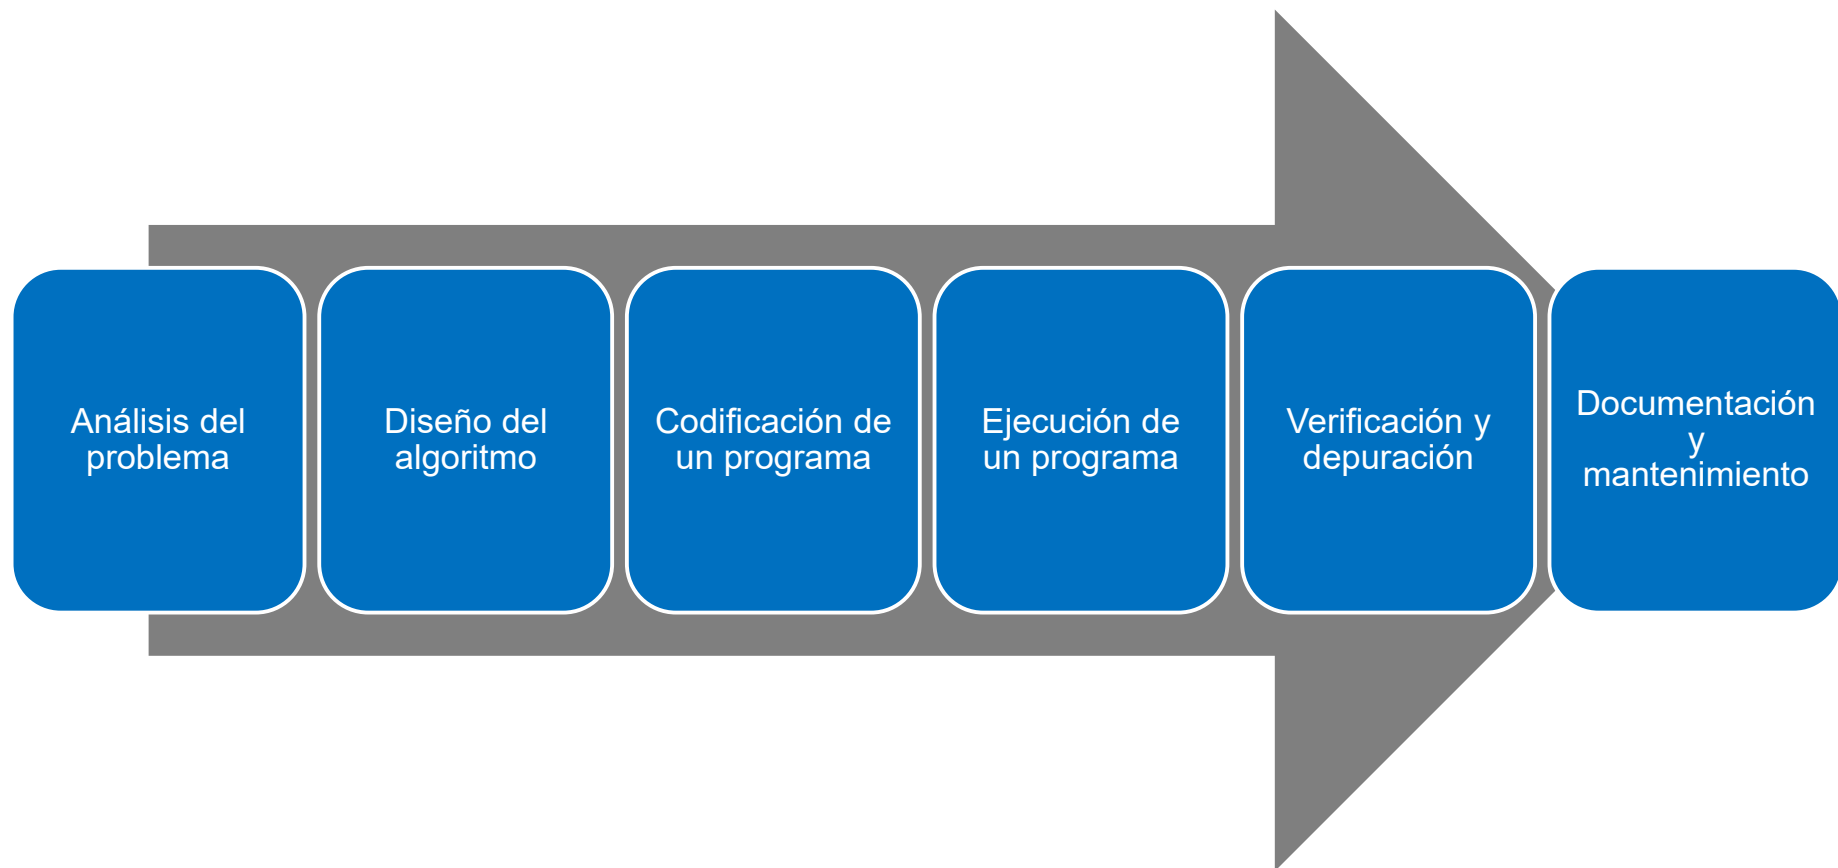 Análisis del
problema
Diseño del
algoritmo
Codificación de
un programa
Ejecución de
un programa
Verificación y
depuración
Documentación
y
mantenimiento